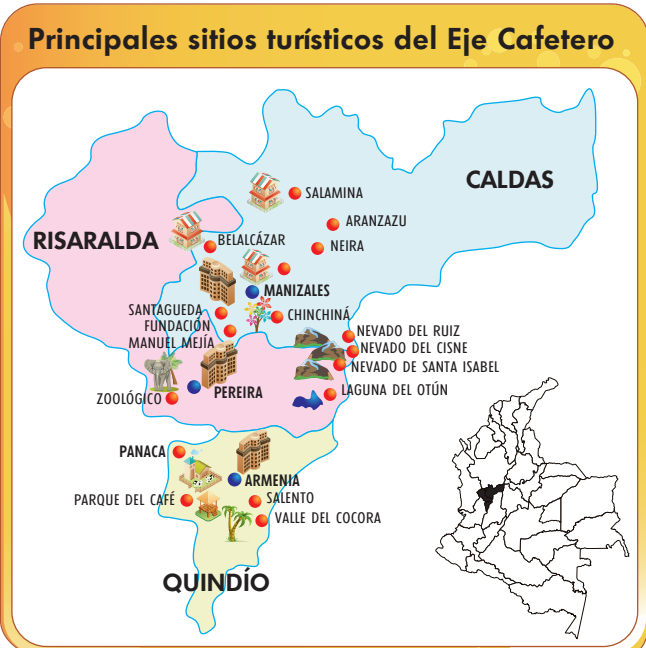 Principales sitios turísticos del Eje Cafetero
CALDAS
SALAMINA
ARANZAZU
RISARALDA
BELALCÁZAR
NEIRA
MANIZALES
SANTAGUEDA
CHINCHINÁ
FUNDACIÓN
MANUEL MEJÍA
NEVADO DEL RUIZ
NEVADO DEL CISNE
NEVADO DE SANTA ISABEL
ZOOLÓGICO
PEREIRA
LAGUNA DEL OTÚN
PANACA
ARMENIA
PARQUE DEL CAFÉ
SALENTO
VALLE DEL COCORA
QUINDÍO